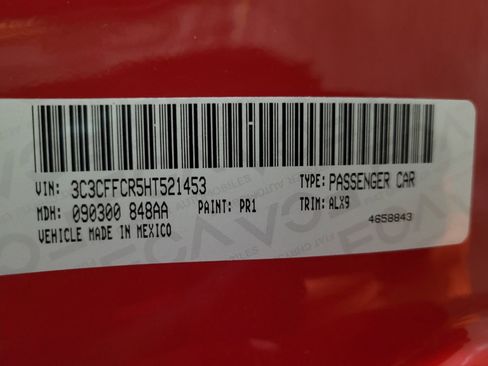 VIN: 3C3CFFCR5HT521453 TYPE: PASSENGER CAR
MDH: 090300 848AA PAINT: PR1 TRIM: ALX9
VEHICLE MADE IN MEXICO 4658843